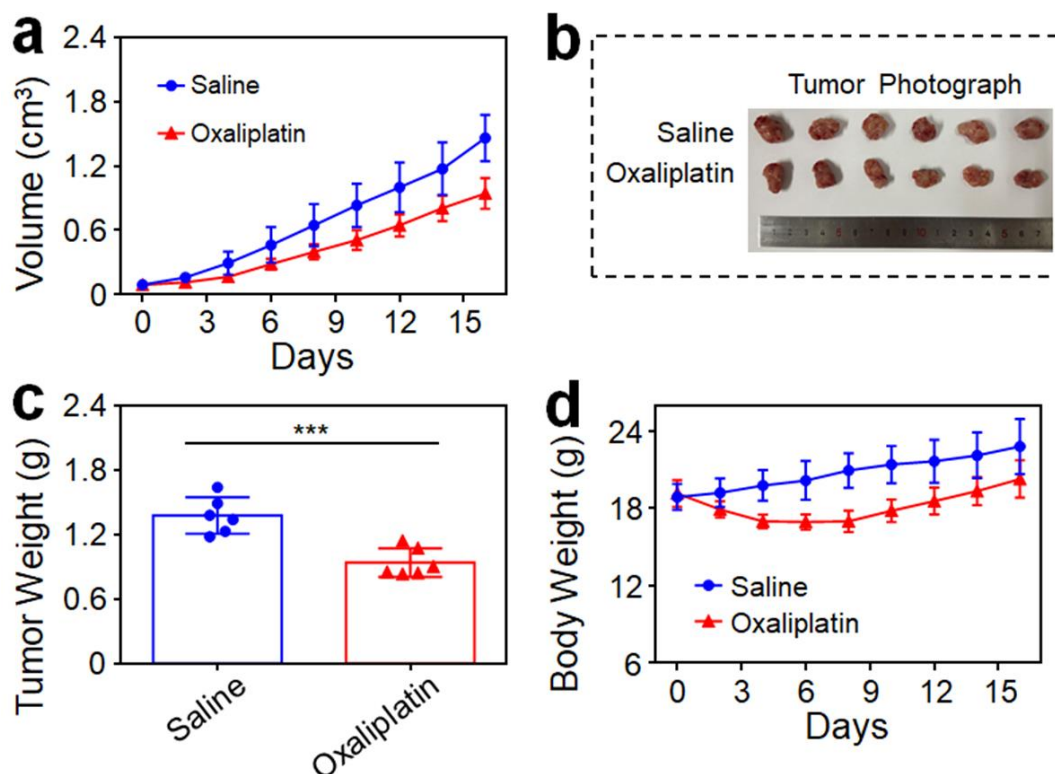 a
2.4
1.8
1.2
0.6
0
Volume (cm³)
Saline
Oxaliplatin
0 3 6 9 12 15
Days
b
Tumor Photograph
Saline
Oxaliplatin
c
2.4
1.8
1.2
0.6
0
Tumor Weight (g)
***
Saline
Oxaliplatin
d
24
18
12
6
Body Weight (g)
Saline
Oxaliplatin
0 3 6 9 12 15
Days